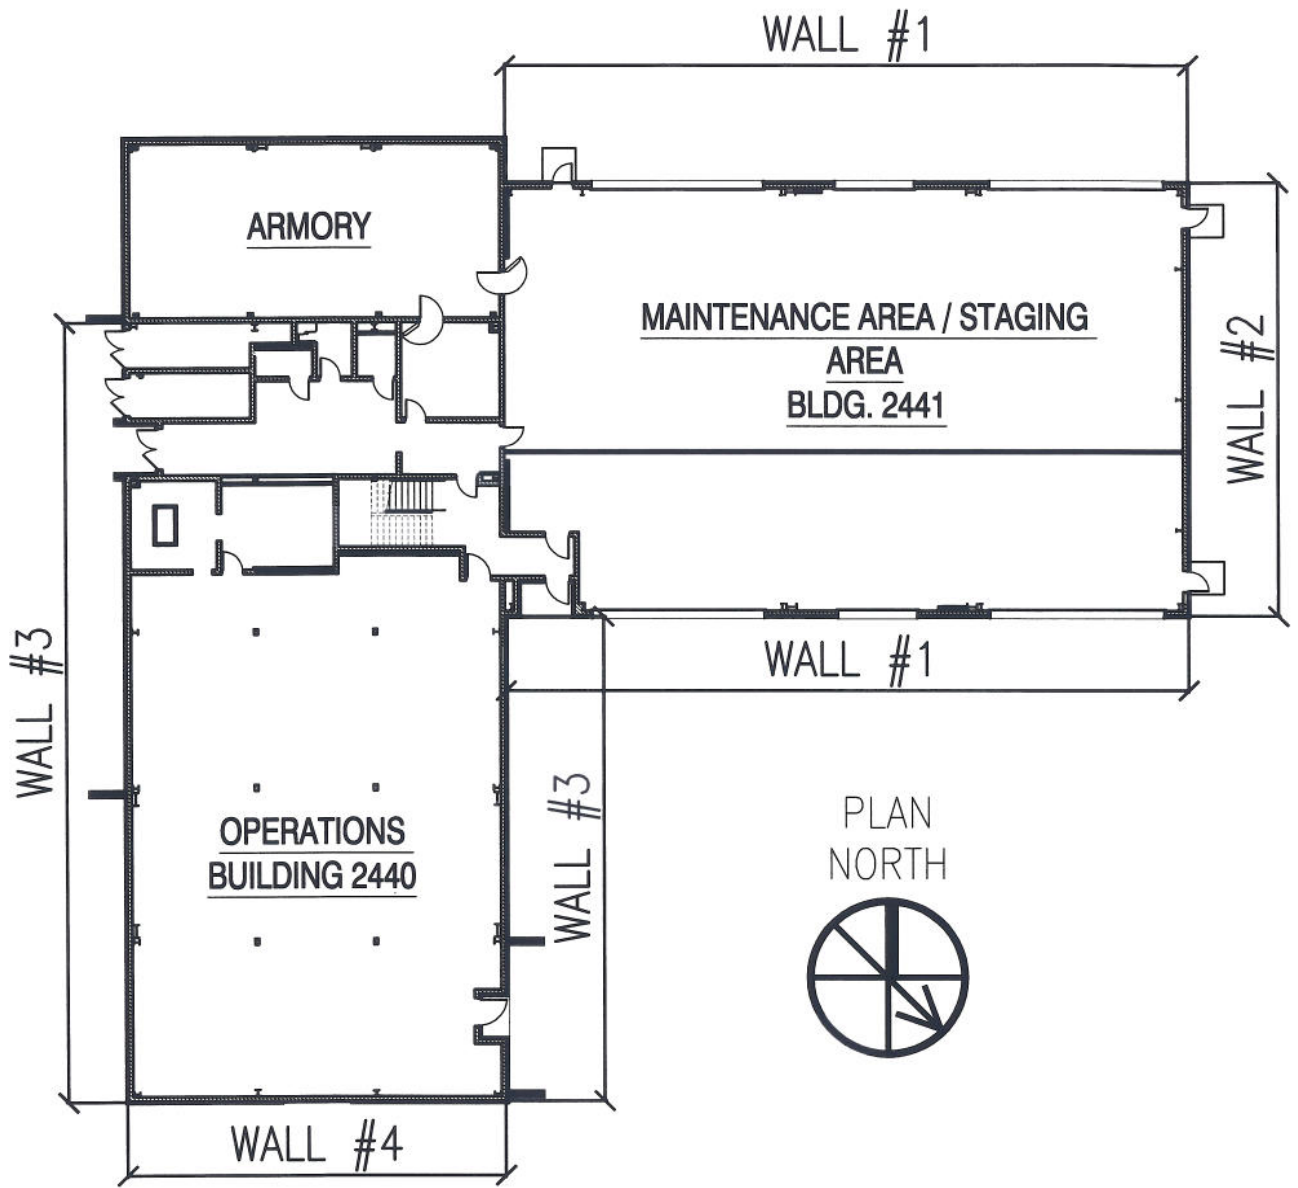 WALL #1
ARMORY
MAINTENANCE AREA / STAGING
AREA
BLDG. 2441
WALL #2
WALL #3
WALL #1
OPERATIONS
BUILDING 2440
WALL #3
PLAN
NORTH
WALL #4